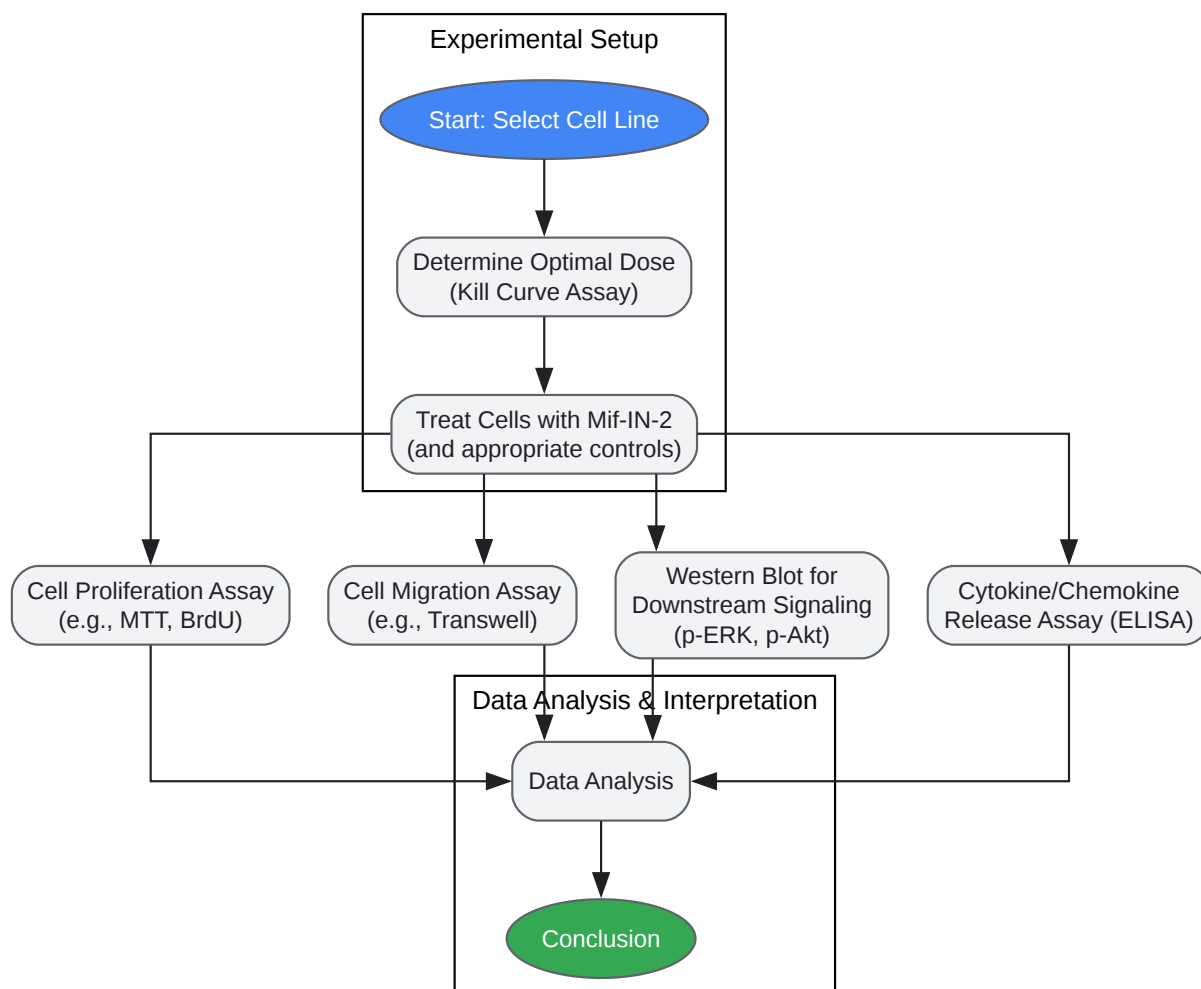 Experimental Setup
Start: Select Cell Line
Determine Optimal Dose
(Kill Curve Assay)
Treat Cells with Mif-IN-2
(and appropriate controls)
Cell Proliferation Assay
(e.g., MTT, BrdU)
Cell Migration Assay
(e.g., Transwell)
Western Blot for
Downstream Signaling
(p-ERK, p-Akt)
Cytokine/Chemokine
Release Assay (ELISA)
Data Analysis & Interpretation
Data Analysis
Conclusion